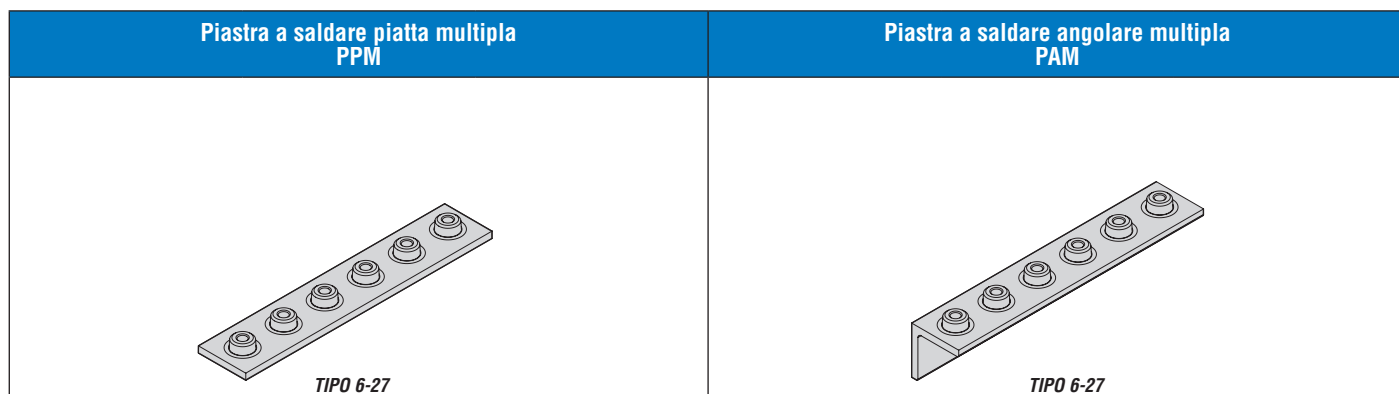 Piastra a saldare piatta multipla
PPM
Piastra a saldare angolare multipla
PAM
TIPO 6-27
TIPO 6-27